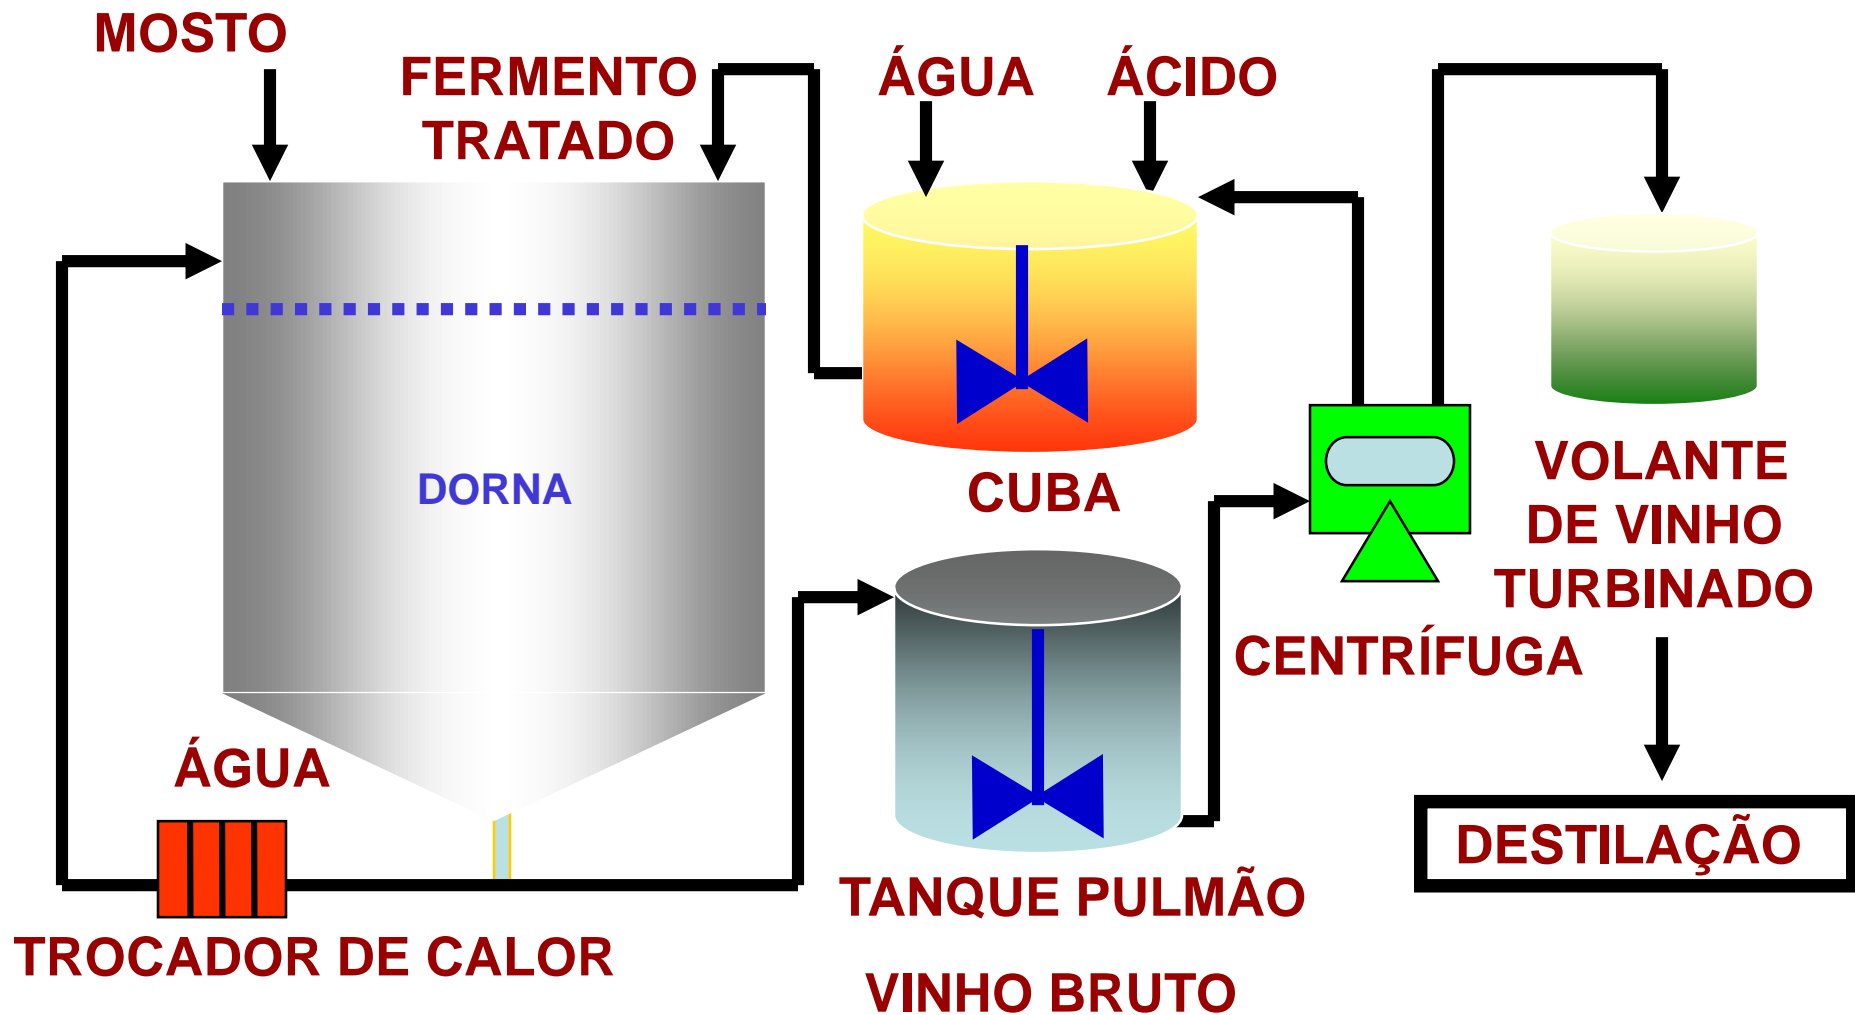 MOSTO
FERMENTO
TRATADO
ÁGUA
ÁCIDO
DORNA
CUBA
VOLANTE
DE VINHO
TURBINADO
CENTRÍFUGA
ÁGUA
DESTILAÇÃO
TANQUE PULMÃO
TROCADOR DE CALOR
VINHO BRUTO